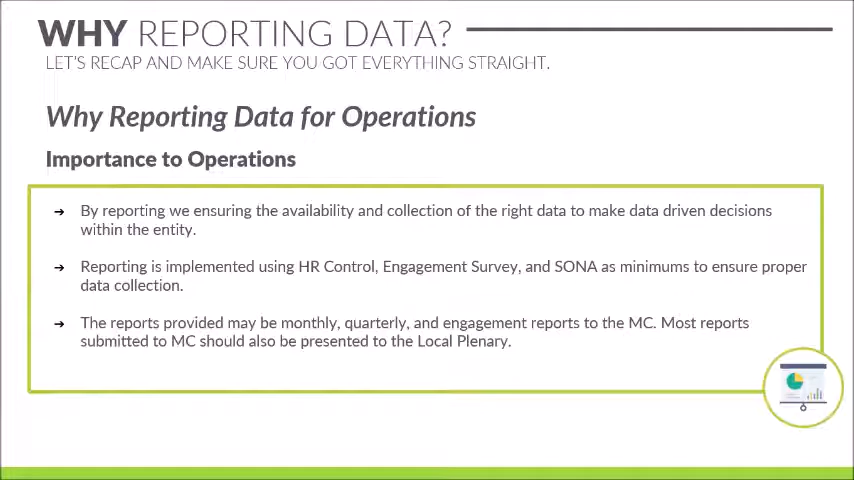 WHY REPORTING DATA?
LET'S RECAP AND MAKE SURE YOU GOT EVERYTHING STRAIGHT.
Why Reporting Data for Operations
Importance to Operations
➔ By reporting we ensuring the availability and collection of the right data to make data driven decisions
within the entity.
➔ Reporting is implemented using HR Control, Engagement Survey, and SONA as minimums to ensure proper
data collection.
➔ The reports provided may be monthly, quarterly, and engagement reports to the MC. Most reports
submitted to MC should also be presented to the Local Plenary.